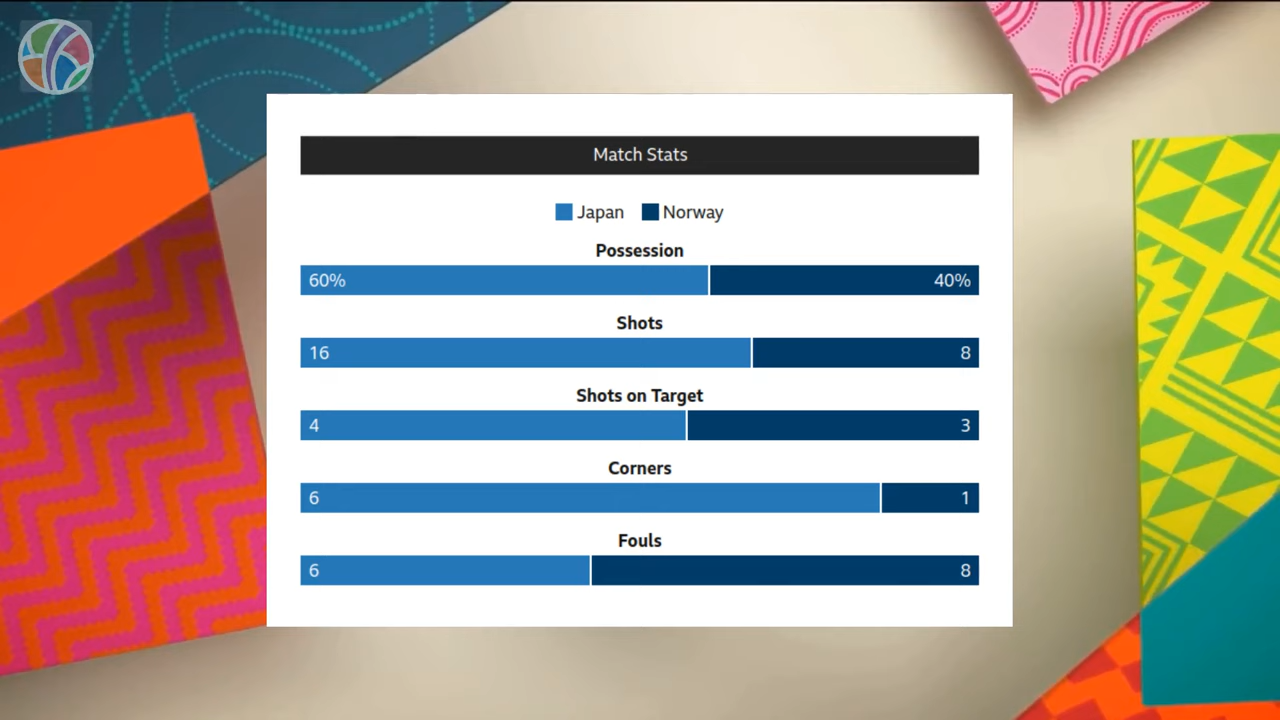 Match Stats
Japan Norway
Possession
60% 40%
Shots
16 8
Shots on Target
4 3
Corners
6 1
Fouls
6 8